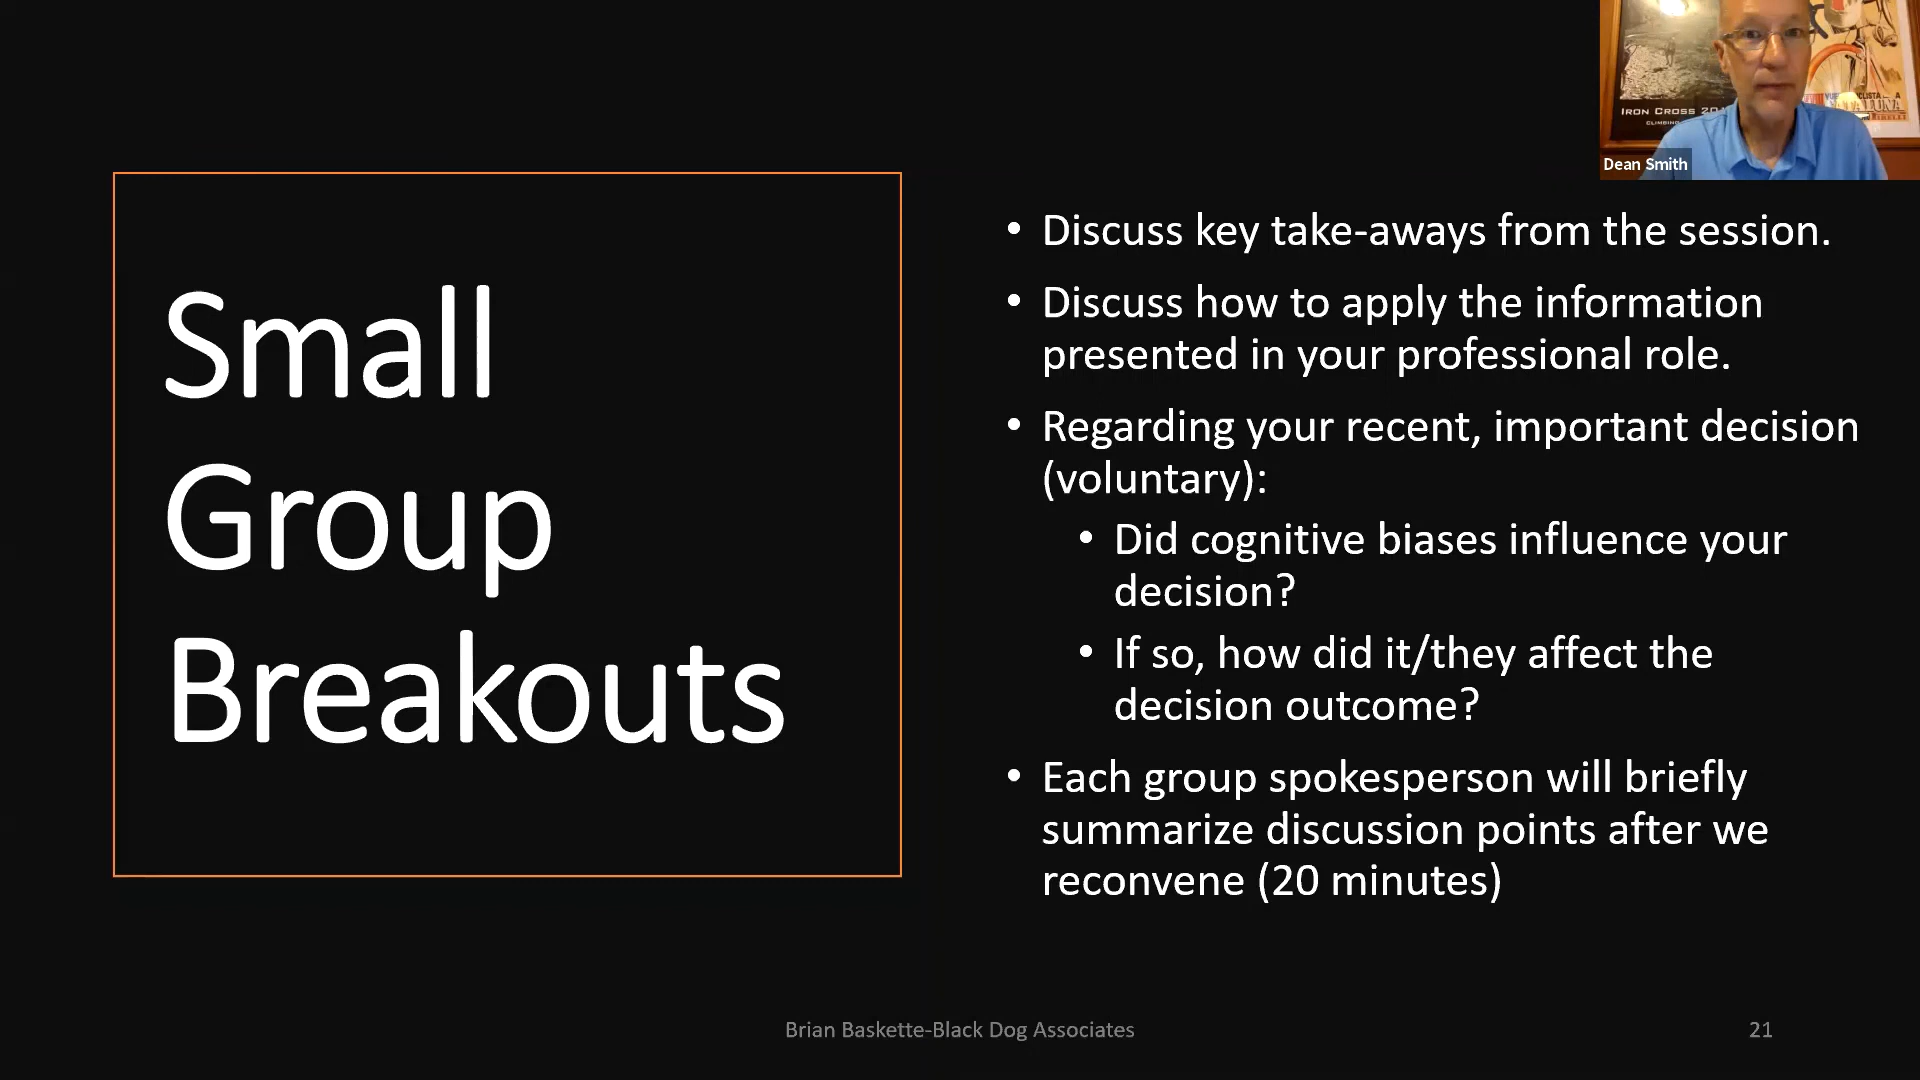 IRON CROSS
Dean Smith
Small
Group
Breakouts
• Discuss key take-aways from the session.
• Discuss how to apply the information
presented in your professional role.
• Regarding your recent, important decision
(voluntary):
• Did cognitive biases influence your
decision?
• If so, how did it/they affect the
decision outcome?
• Each group spokesperson will briefly
summarize discussion points after we
reconvene (20 minutes)
Brian Baskette-Black Dog Associates
21